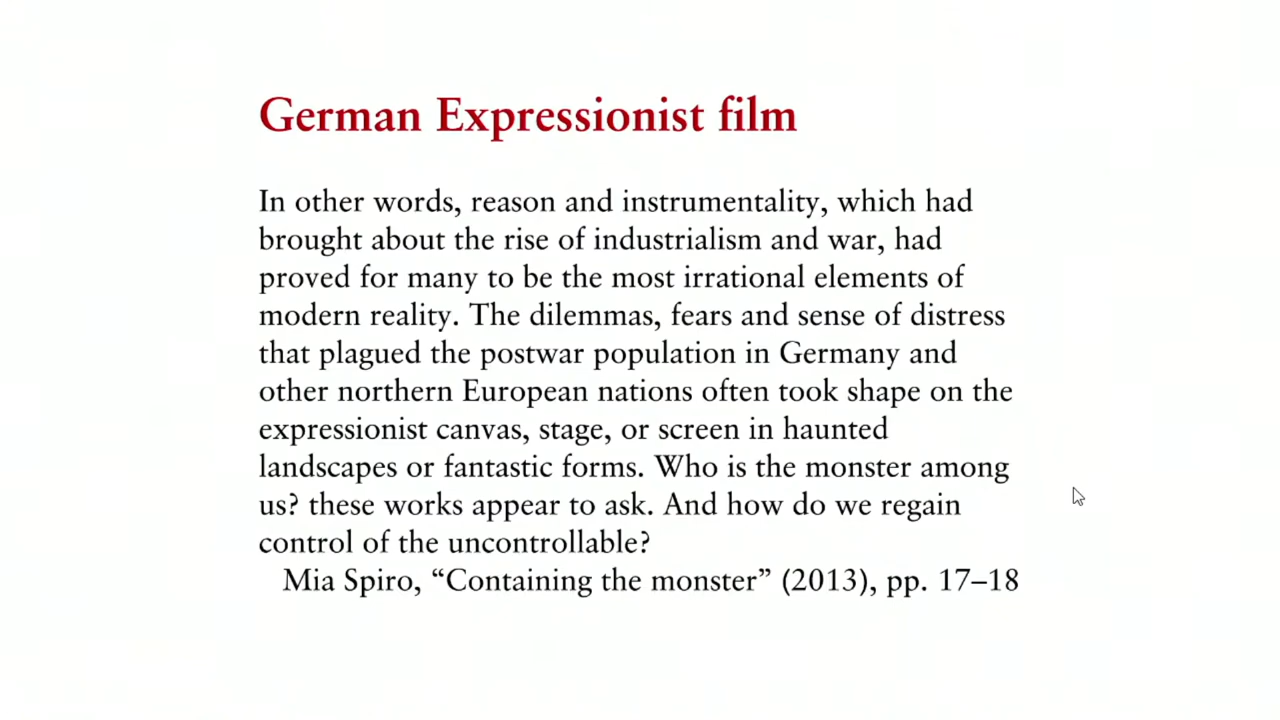 German Expressionist film
In other words, reason and instrumentality, which had
brought about the rise of industrialism and war, had
proved for many to be the most irrational elements of
modern reality. The dilemmas, fears and sense of distress
that plagued the postwar population in Germany and
other northern European nations often took shape on the
expressionist canvas, stage, or screen in haunted
landscapes or fantastic forms. Who is the monster among
us? these works appear to ask. And how do we regain
control of the uncontrollable?
Mia Spiro, “Containing the monster” (2013), pp. 17–18